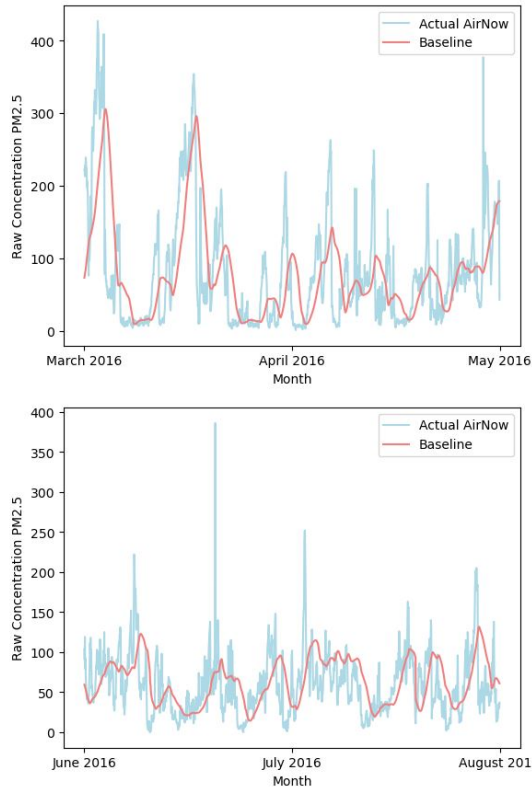 Actual AirNow
Baseline
400
300
200
100
0
Raw Concentration PM2.5
March 2016
April 2016
May 2016
Month
Actual AirNow
Baseline
400
350
300
250
200
150
100
50
0
Raw Concentration PM2.5
June 2016
July 2016
August 201
Month